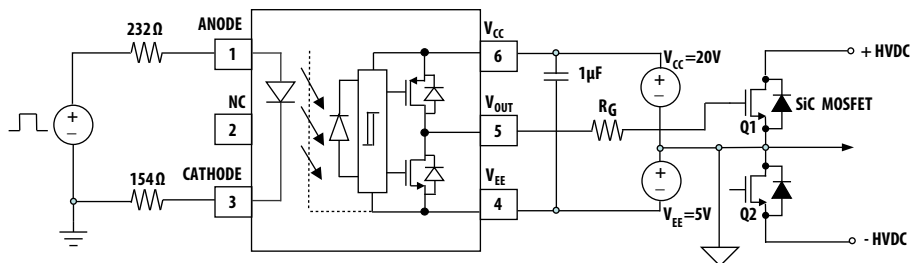 232Ω
ANODE
1
NC
2
154Ω
CATHODE
3
+
−
VCC
6
VOUT
5
VEE
4
1µF
RG
VCC=20V
+
−
+
−
VEE=5V
+ HVDC
SiC MOSFET
Q1
Q2
- HVDC